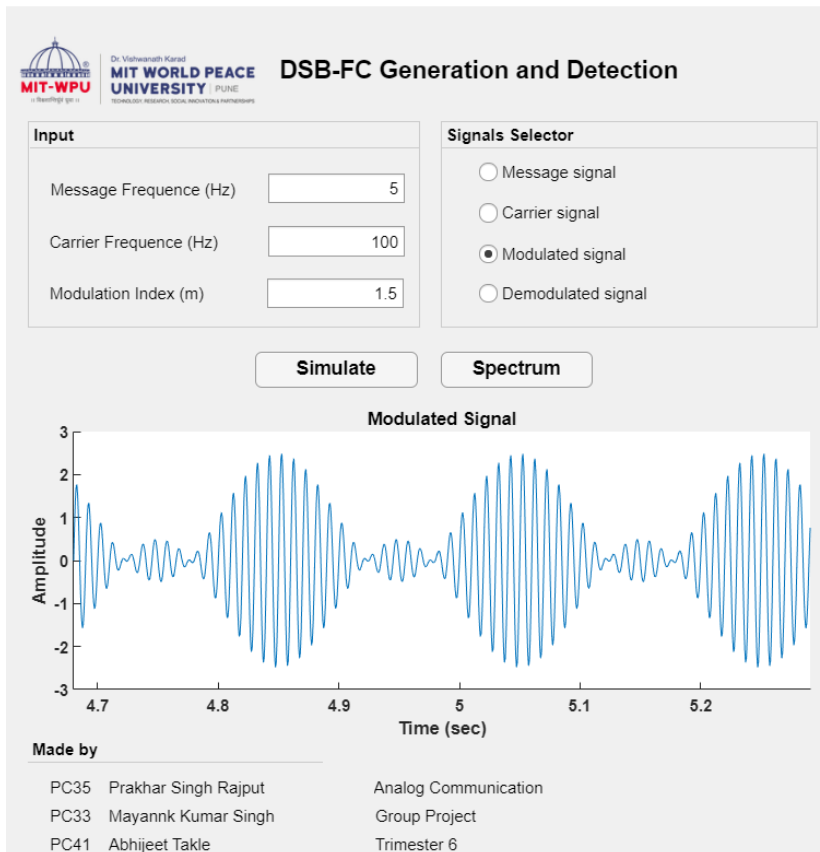 MIT-WPU
Dr. Vishwanath Karad
MIT WORLD PEACE
UNIVERSITY | PUNE
TECHNOLOGY, RESEARCH, SOCIAL INNOVATION & PARTNERSHIPS
DSB-FC Generation and Detection
Input
Message Frequence (Hz)
5
Carrier Frequence (Hz)
100
Modulation Index (m)
1.5
Signals Selector
Message signal
Carrier signal
Modulated signal
Demodulated signal
Simulate
Spectrum
Modulated Signal
Amplitude
3
2
1
0
-1
-2
-3
4.7
4.8
4.9
5
5.1
5.2
Time (sec)
Made by
PC35 Prakhar Singh Rajput
Analog Communication
PC33 Mayannk Kumar Singh
Group Project
PC41 Abhijeet Takle
Trimester 6